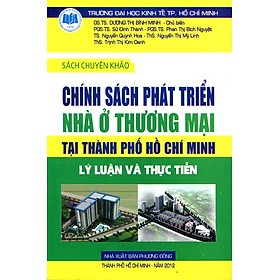 TRƯỜNG ĐẠI HỌC KINH TẾ TP. HỒ CHÍ MINH
GS.TS. DƯƠNG THỊ BÌNH MINH - Chủ biên
PGS.TS. Sử Đình Thành - PGS.TS. Phan Thị Bích Nguyệt
TS. Nguyễn Quỳnh Hoa - ThS. Nguyễn Thị Mỹ Linh
ThS. Trịnh Thị Kim Oanh
SÁCH CHUYÊN KHẢO
CHÍNH SÁCH PHÁT TRIỂN
NHÀ Ở THƯƠNG MẠI
TẠI THÀNH PHỐ HỒ CHÍ MINH
LÝ LUẬN VÀ THỰC TIỄN
NHÀ XUẤT BẢN PHƯƠNG ĐÔNG
THÀNH PHỐ HỒ CHÍ MINH - NĂM 2012